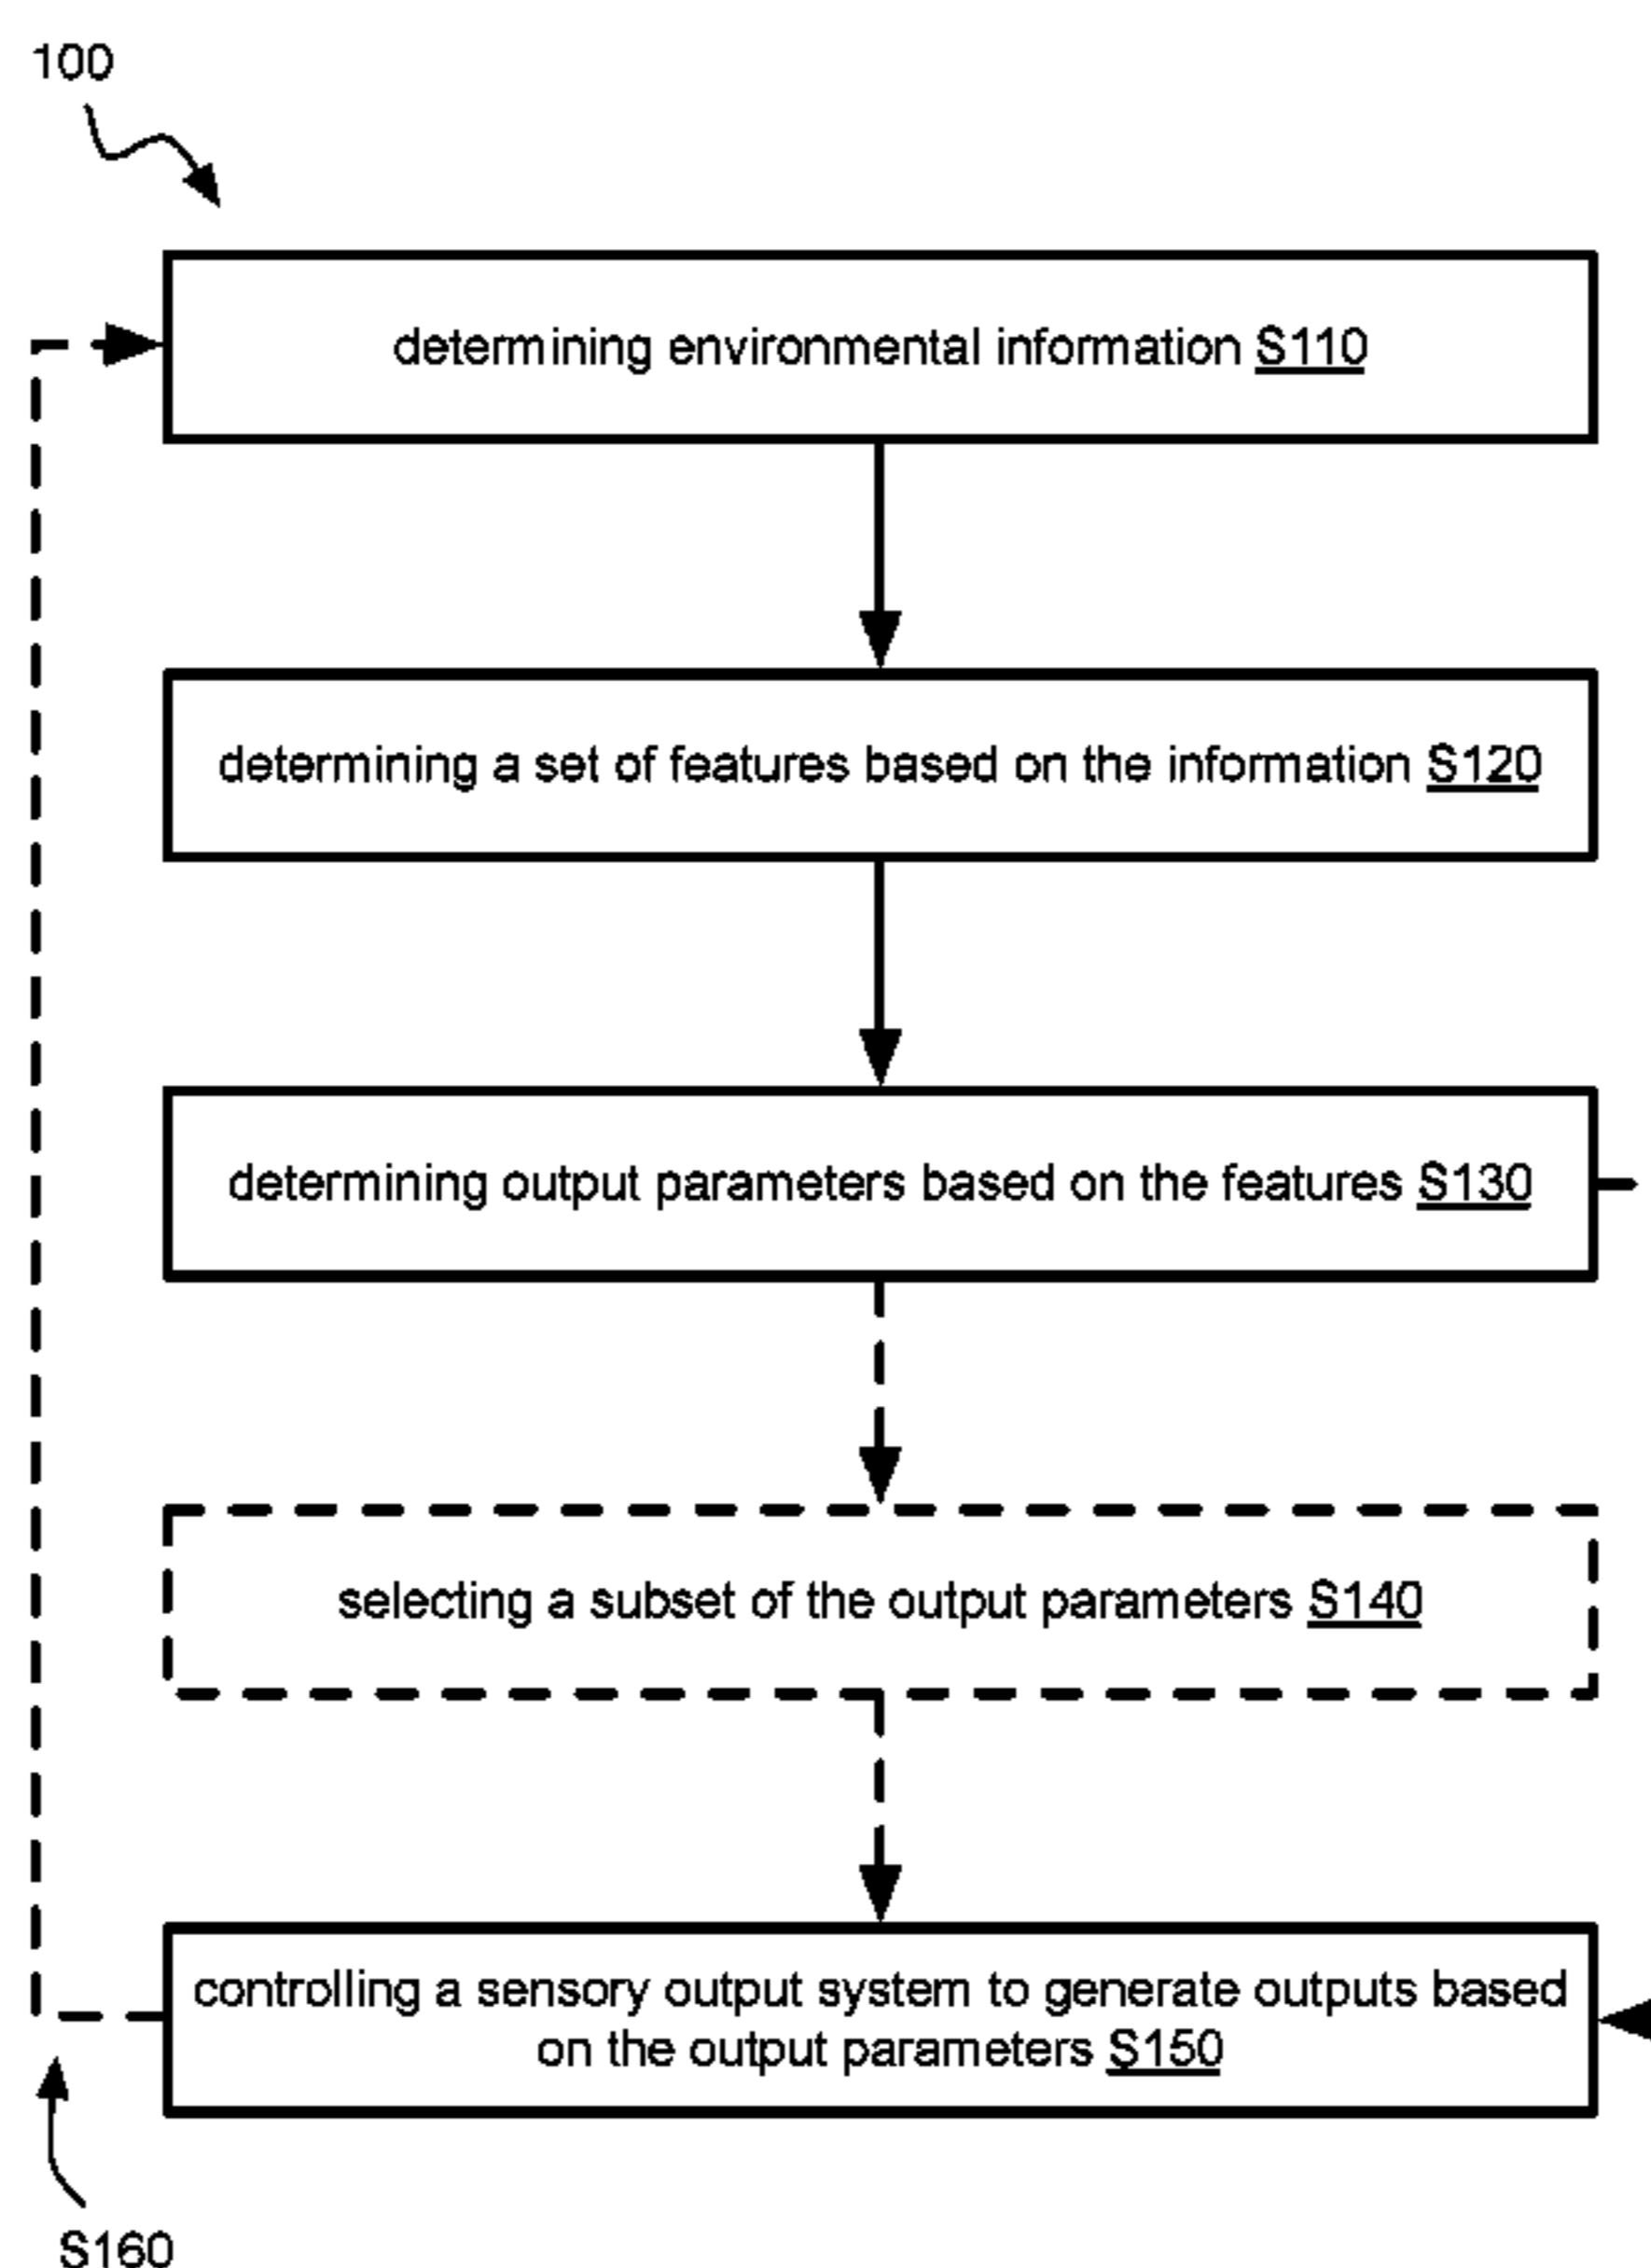 100
determining environmental information S110
determining a set of features based on the information S120
determining output parameters based on the features S130
selecting a subset of the output parameters S140
controlling a sensory output system to generate outputs based
on the output parameters S150
S160